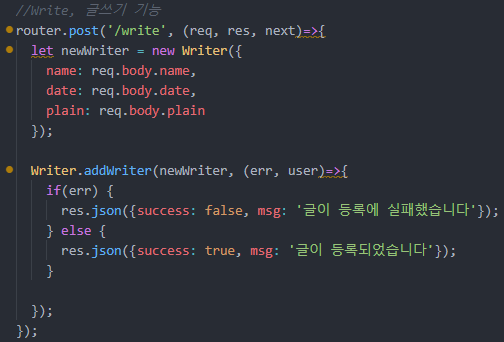 //Write, 글쓰기 기능
router.post('/write', (req, res, next)=>{
let newWriter = new Writer({
name: req.body.name,
date: req.body.date,
plain: req.body.plain
});
Writer.addWriter(newWriter, (err, user)=>{
if(err) {
res.json({success: false, msg: '글이 등록에 실패했습니다'});
} else {
res.json({success: true, msg: '글이 등록되었습니다'});
}
});
});